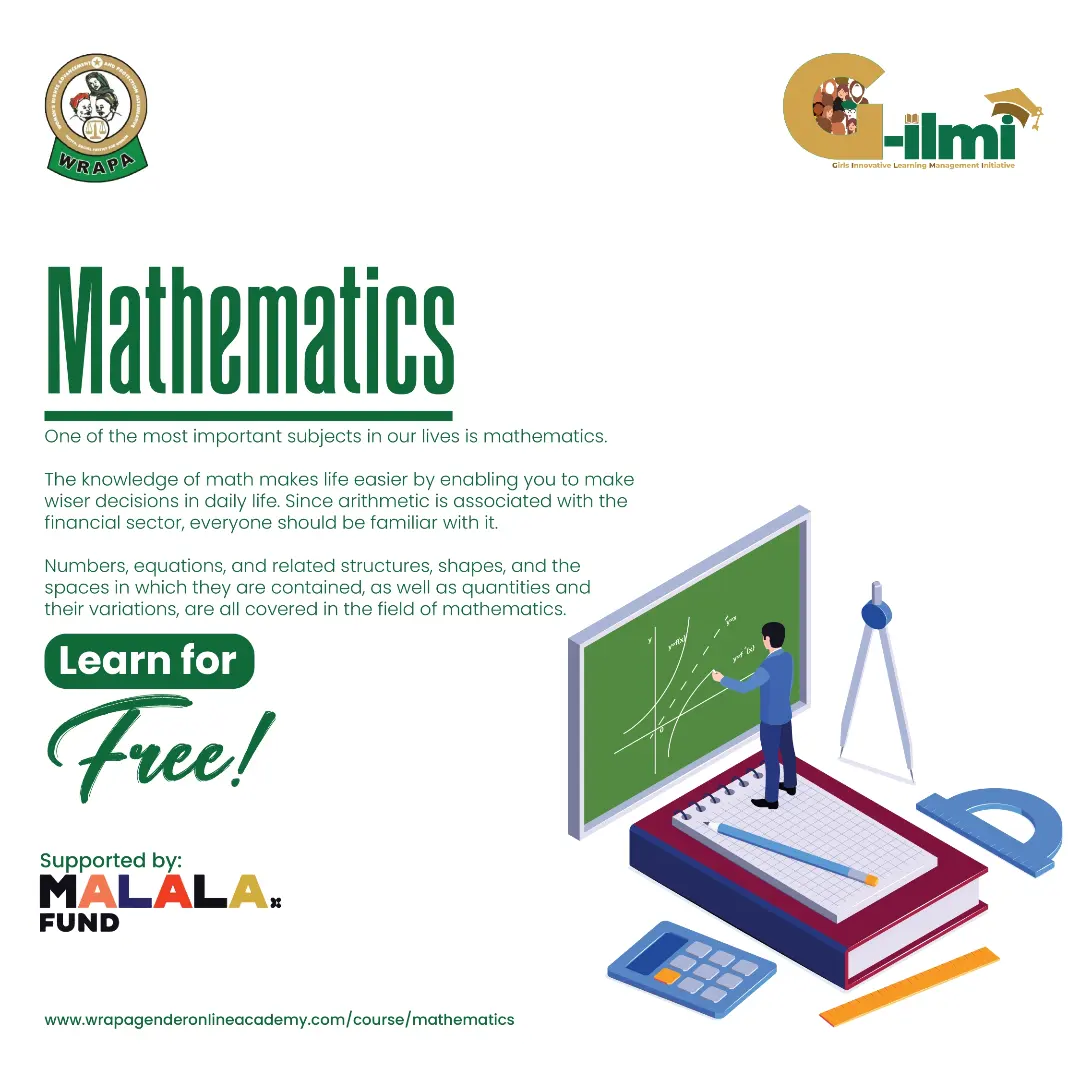 WRAPA
G-ilmi
Girls Innovative Learning Management Initiative
Mathematics
One of the most important subjects in our lives is mathematics.
The knowledge of math makes life easier by enabling you to make
wiser decisions in daily life. Since arithmetic is associated with the
financial sector, everyone should be familiar with it.
Numbers, equations, and related structures, shapes, and the
spaces in which they are contained, as well as quantities and
their variations, are all covered in the field of mathematics.
Learn for
Free!
y
y=f(x)
y=x
y=f⁻(x)
0
Supported by:
MALALA
FUND
www.wrapagenderonlineacademy.com/course/mathematics